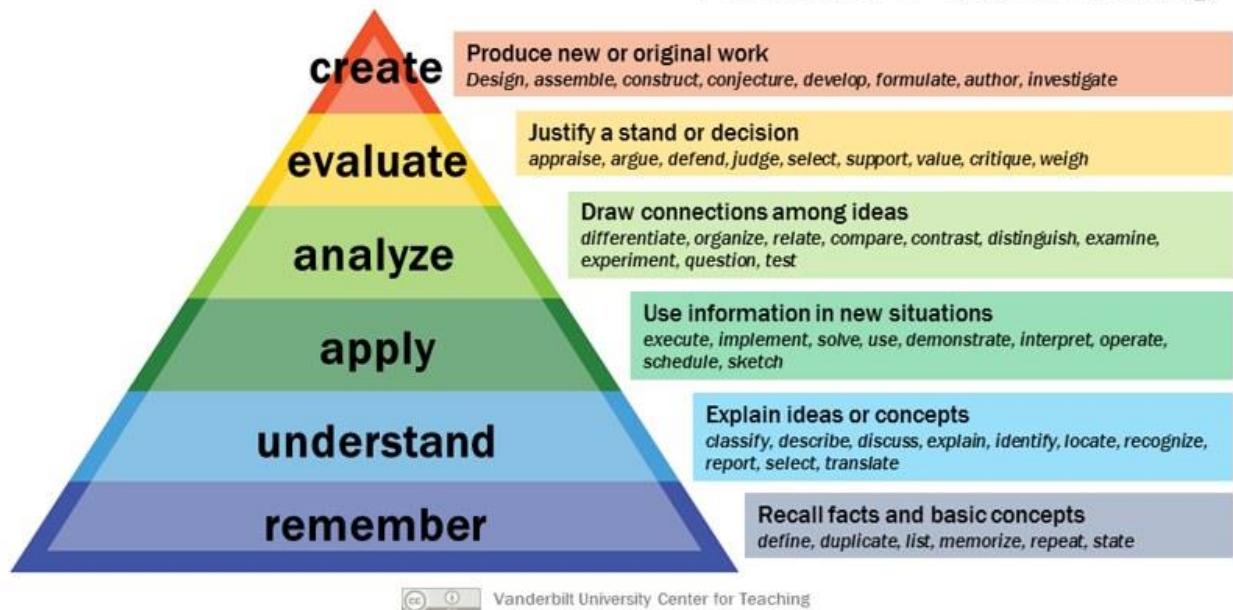 create
Produce new or original work
Design, assemble, construct, conjecture, develop, formulate, author, investigate
evaluate
Justify a stand or decision
appraise, argue, defend, judge, select, support, value, critique, weigh
analyze
Draw connections among ideas
differentiate, organize, relate, compare, contrast, distinguish, examine,
experiment, question, test
apply
Use information in new situations
execute, implement, solve, use, demonstrate, interpret, operate,
schedule, sketch
understand
Explain ideas or concepts
classify, describe, discuss, explain, identify, locate, recognize,
report, select, translate
remember
Recall facts and basic concepts
define, duplicate, list, memorize, repeat, state
cc
Vanderbilt University Center for Teaching